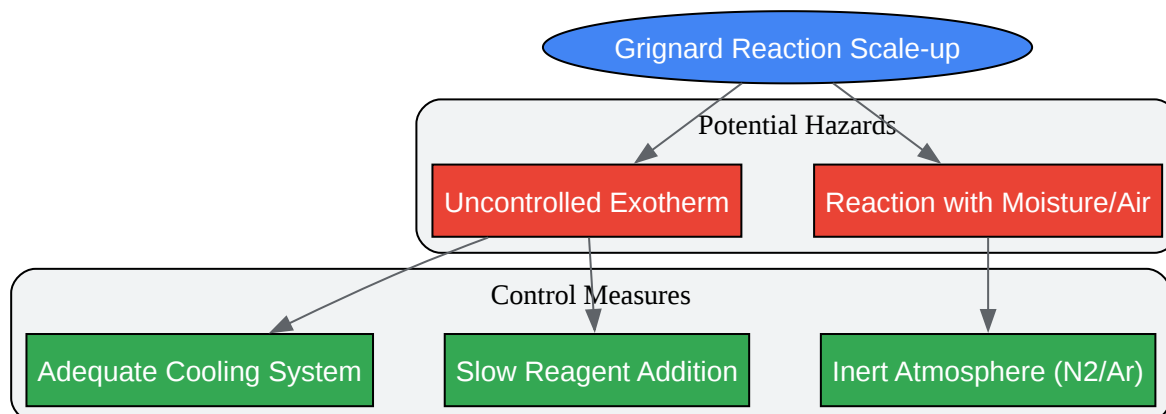 Grignard Reaction Scale-up
Potential Hazards
Uncontrolled Exotherm
Reaction with Moisture/Air
Control Measures
Adequate Cooling System
Slow Reagent Addition
Inert Atmosphere (N2/Ar)